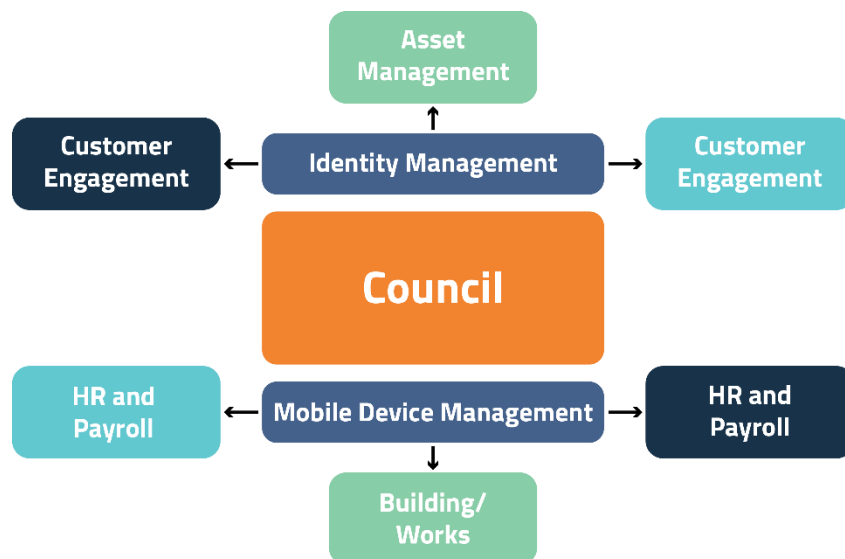 Asset
Management
Customer
Engagement
Identity Management
Customer
Engagement
Council
HR and
Payroll
Mobile Device Management
HR and
Payroll
Building/
Works